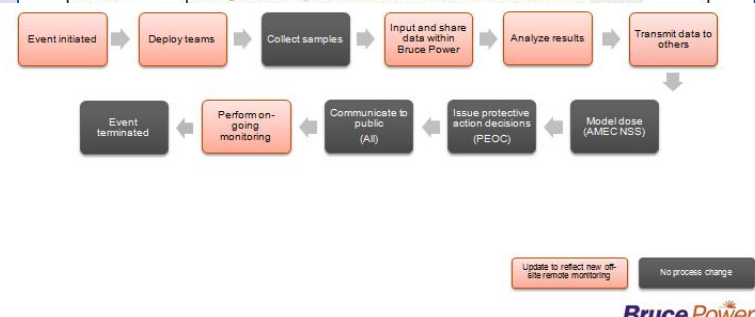 Event initiated
Deploy teams
Collect samples
Input and share
data within
Bruce Power
Analyze results
Transmit data to
others
Event
terminated
Perform on-
going
monitoring
Communicate to
public
(All)
Issue protective
action decisions
(PEOC)
Model dose
(AMEC NSS)
Update to reflect new off-
site remote monitoring
No process change
Bruce Power